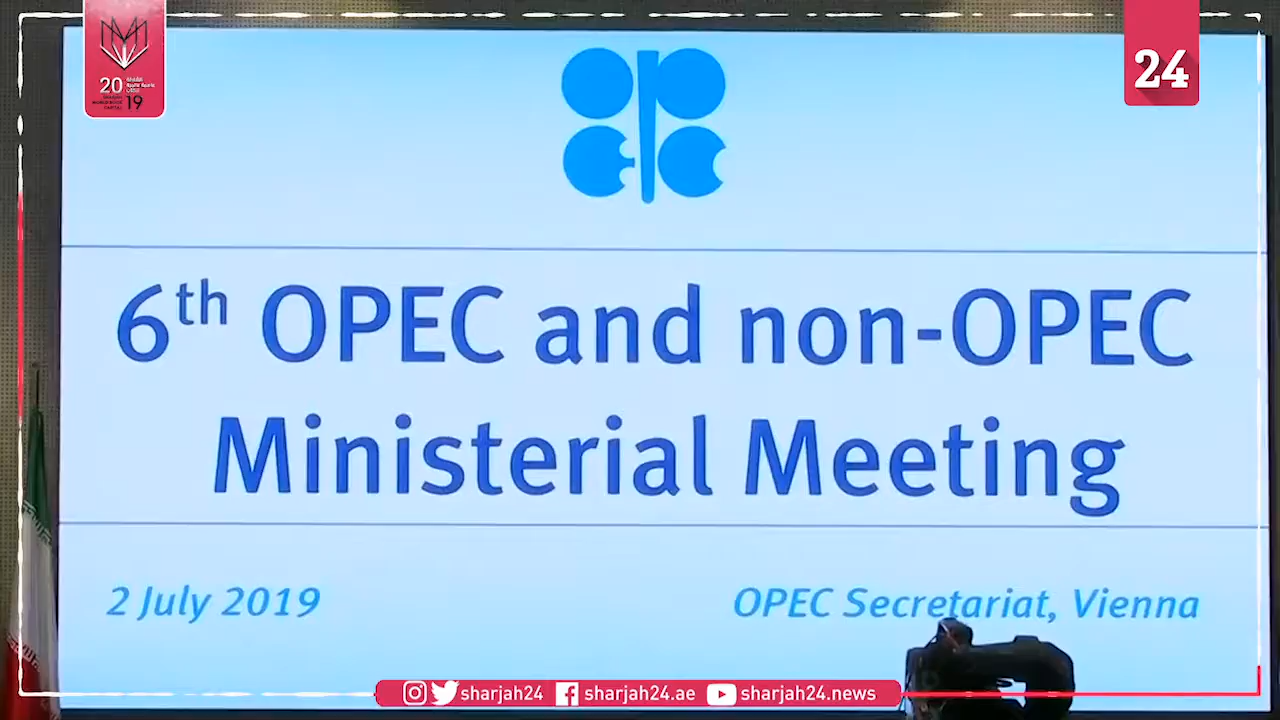 20
19
24
6th OPEC and non-OPEC
Ministerial Meeting
2 July 2019
OPEC Secretariat, Vienna
sharjah24
sharjah24.ae
sharjah24.news